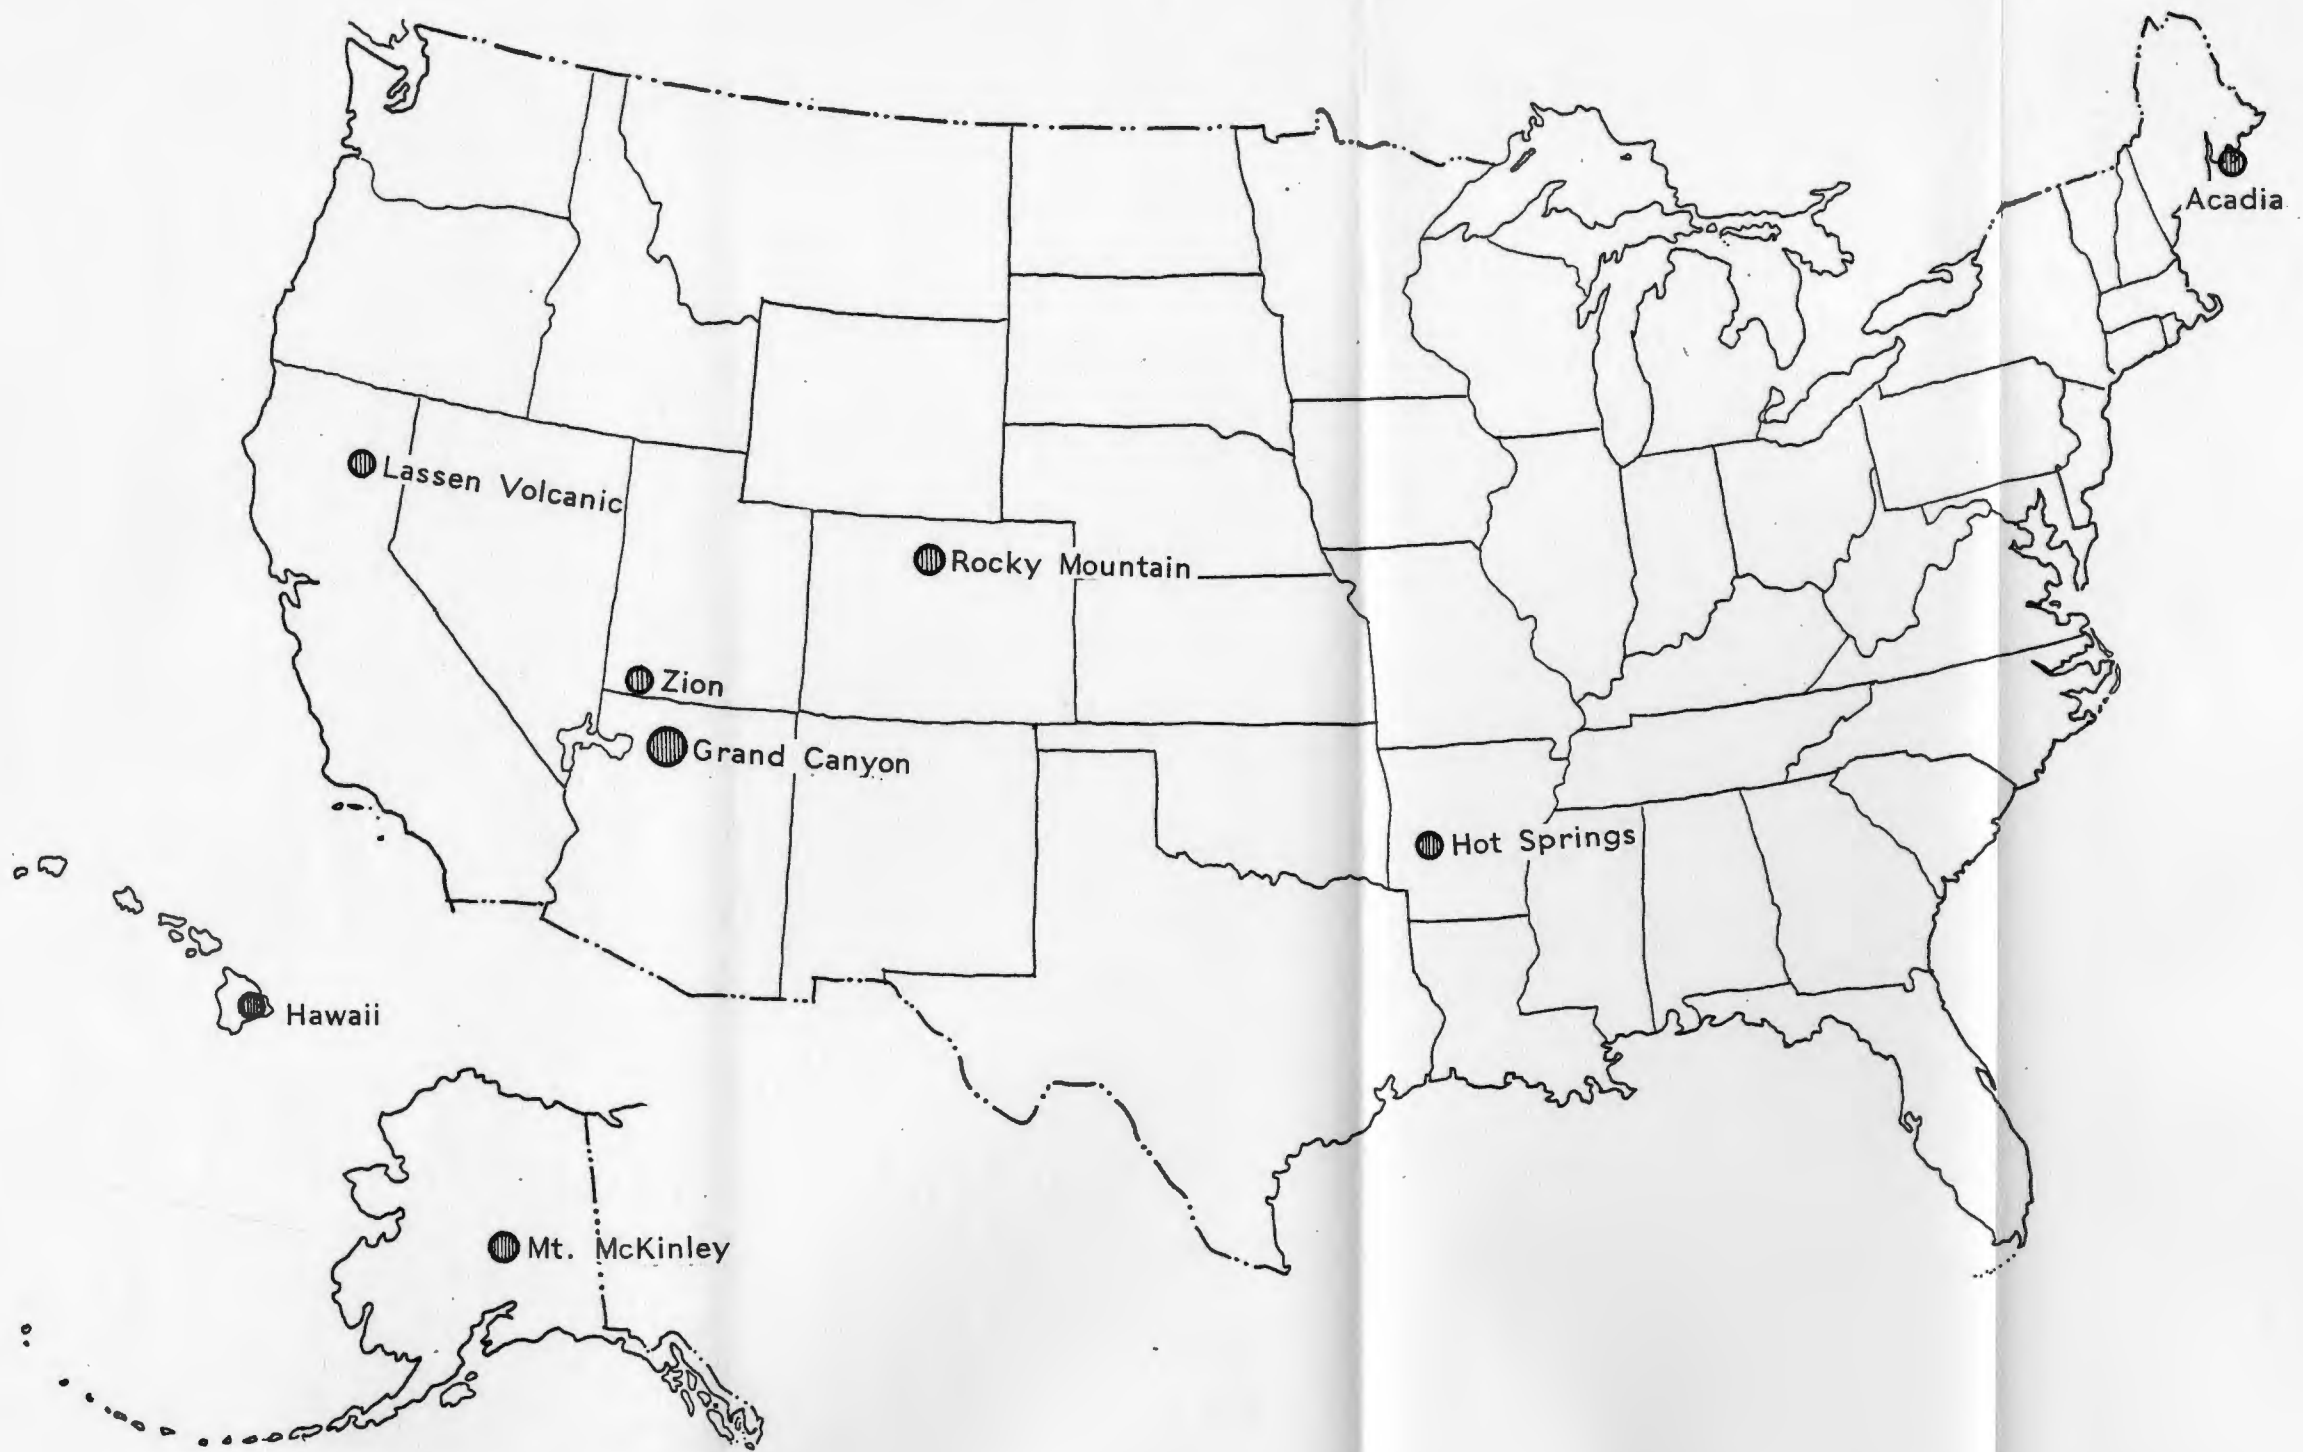 Acadia
Lassen Volcanic
Rocky Mountain
Zion
Grand Canyon
Hot Springs
Hawaii
Mt. McKinley